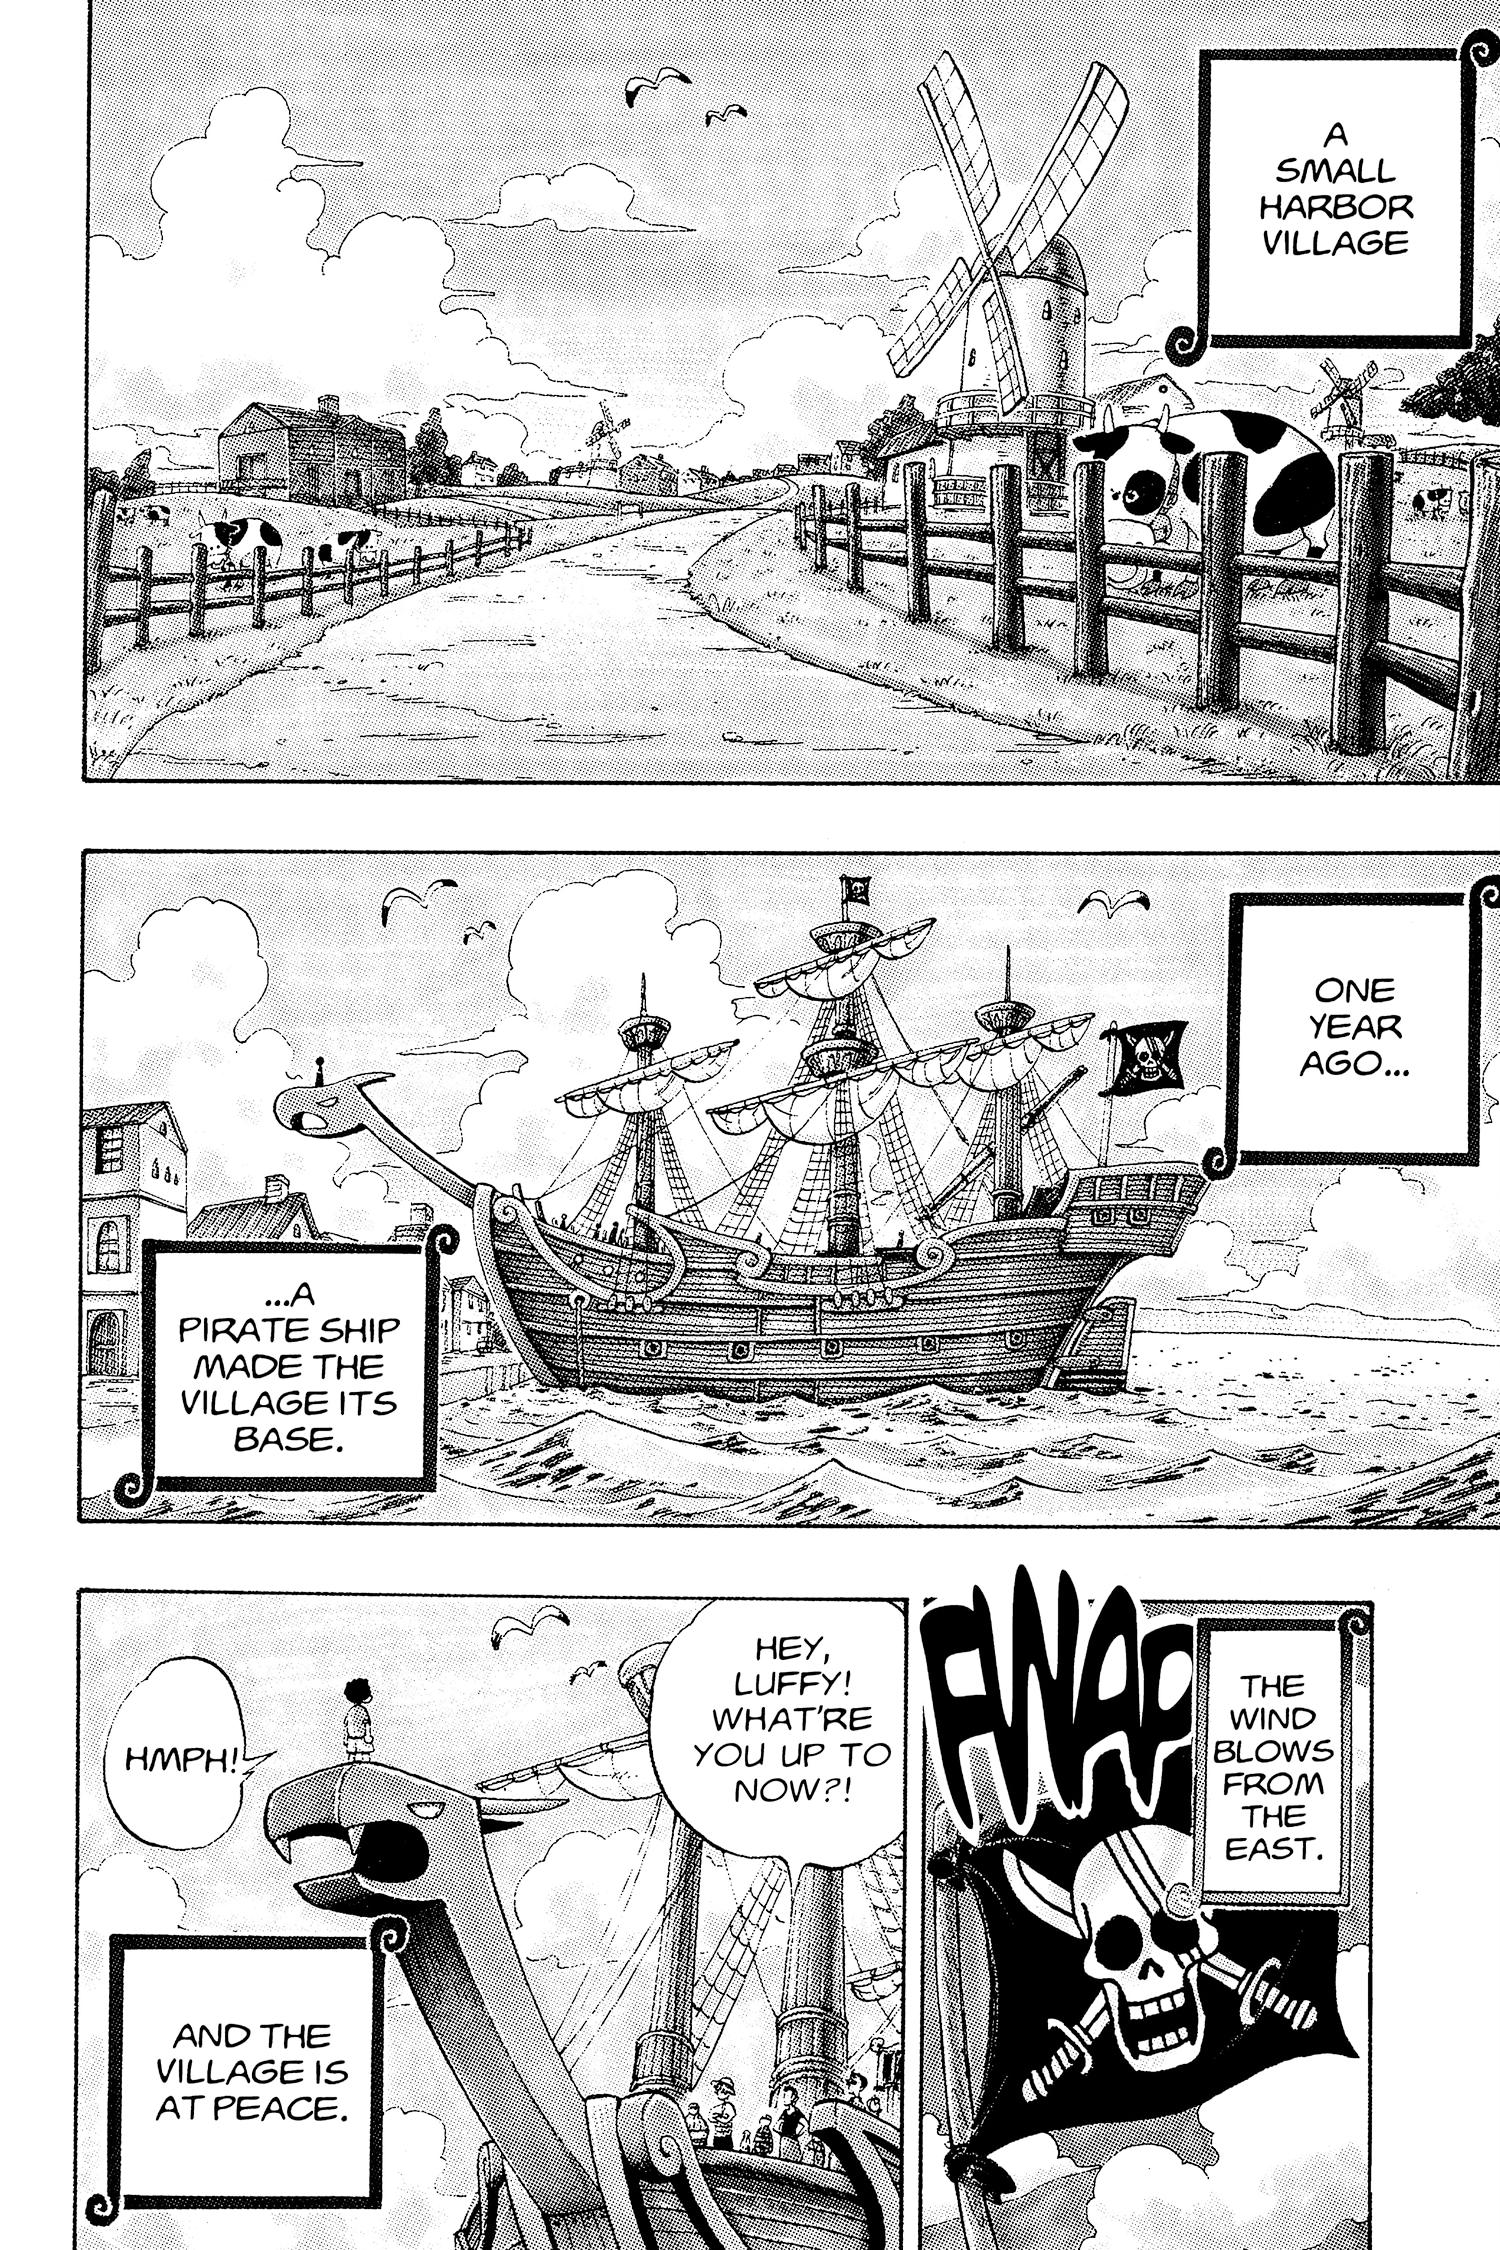 A
SMALL
HARBOR
VILLAGE
ONE
YEAR
AGO...
...A
PIRATE SHIP
MADE THE
VILLAGE ITS
BASE.
THE
WIND
BLOWS
FROM
THE
EAST.
FWAP
HEY,
LUFFY!
WHAT'RE
YOU UP TO
NOW?!
HMPH!
AND THE
VILLAGE IS
AT PEACE.